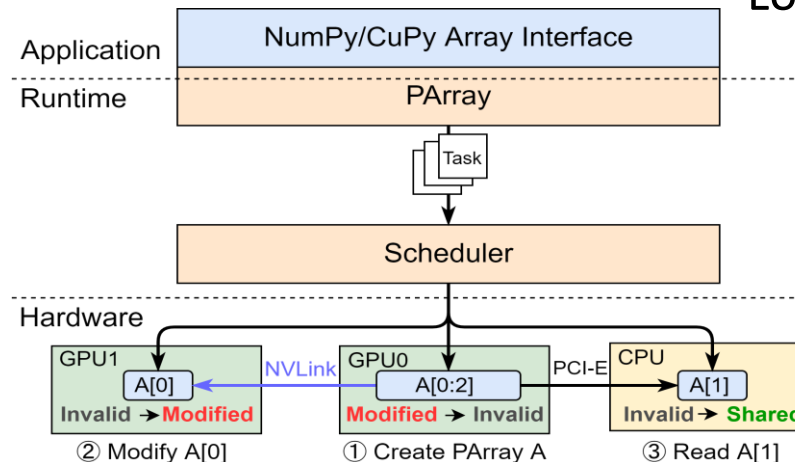 NumPy/CuPy Array Interface
Application
Runtime
PArray
Task
Scheduler
Hardware
GPU1
GPU0
CPU
A[0]
NVLink
A[0:2]
PCI-E
A[1]
Invalid → Modified
Modified → Invalid
Invalid → Shared
② Modify A[0]
① Create PArray A
③ Read A[1]